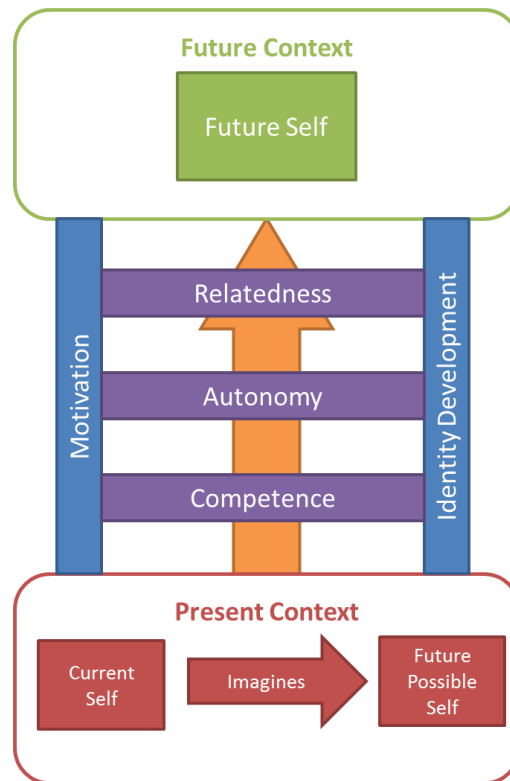 Future Context
Future Self
Relatedness
Motivation
Identity Development
Autonomy
Competence
Present Context
Current
Self
Imagines
Future
Possible
Self